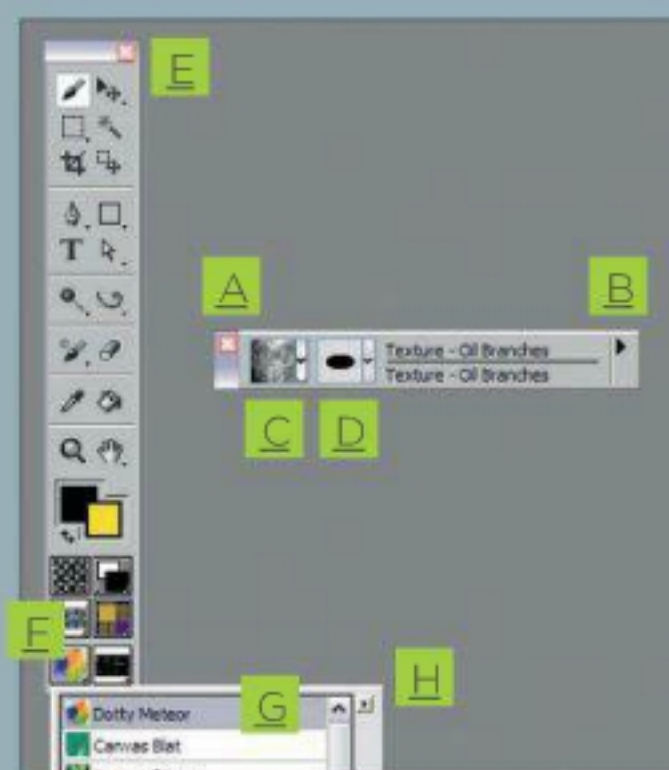 E
A
B
Texture - Oil Branches
Texture - Oil Branches
C
D
T
F
H
G
Dotty Meteor
Canvas Blat